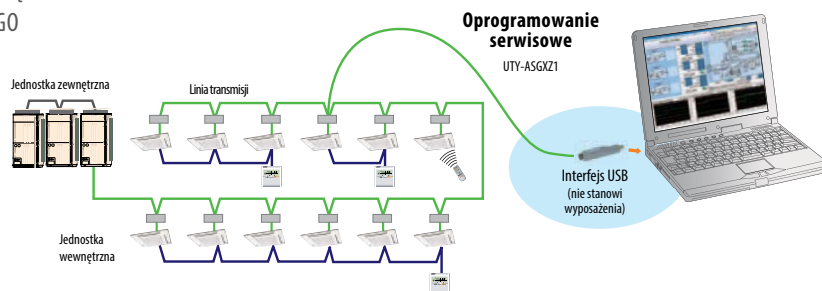 GO
Oprogramowanie
serwisowe
UTY-ASGXZ1
Jednostka zewnętrzna
Linia transmisji
Interfejs USB
(nie stanowi
wyposażenia)
Jednostka
wewnętrzna